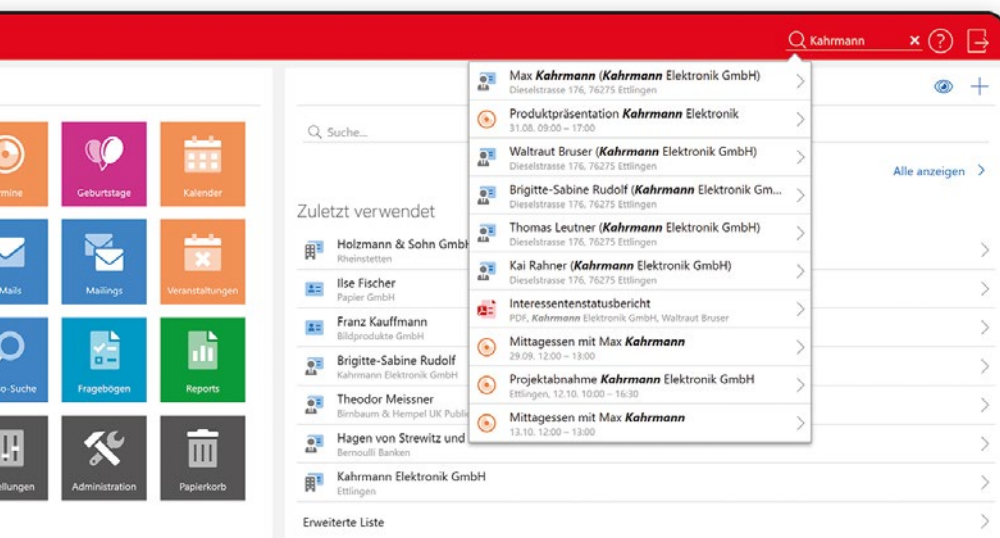 Kahrmann
Max Kahrmann (Kahrmann Elektronik GmbH)
Dieselstrasse 176, 76275 Ettlingen
Produktpräsentation Kahrmann Elektronik
31.08. 09:00 – 17:00
Waltraut Bruser (Kahrmann Elektronik GmbH)
Dieselstrasse 176, 76275 Ettlingen
Brigitte-Sabine Rudolf (Kahrmann Elektronik Gm...
Dieselstrasse 176, 76275 Ettlingen
Thomas Leutner (Kahrmann Elektronik GmbH)
Dieselstrasse 176, 76275 Ettlingen
Kai Rahner (Kahrmann Elektronik GmbH)
Dieselstrasse 176, 76275 Ettlingen
Interessentenstatusbericht
PDF, Kahrmann Elektronik GmbH, Waltraut Bruser
Mittagessen mit Max Kahrmann
29.09. 12:00 – 13:00
Projektabnahme Kahrmann Elektronik GmbH
Ettlingen, 12.10. 10:00 – 16:30
Mittagessen mit Max Kahrmann
13.10. 12:00 – 13:00
rmine
Geburtstage
Kalender
Mails
Mailings
Veranstaltungen
o-Suche
Fragebögen
Reports
ellungen
Administration
Papierkorb
Suche...
Alle anzeigen
Zuletzt verwendet
Holzmann & Sohn GmbH
Rheinstetten
Ilse Fischer
Papier GmbH
Franz Kauffmann
Bildprodukte GmbH
Brigitte-Sabine Rudolf
Kahrmann Elektronik GmbH
Theodor Meissner
Birnbaum & Hempel UK Public
Hagen von Strewitz und
Bernoulli Banken
Kahrmann Elektronik GmbH
Ettlingen
Erweiterte Liste